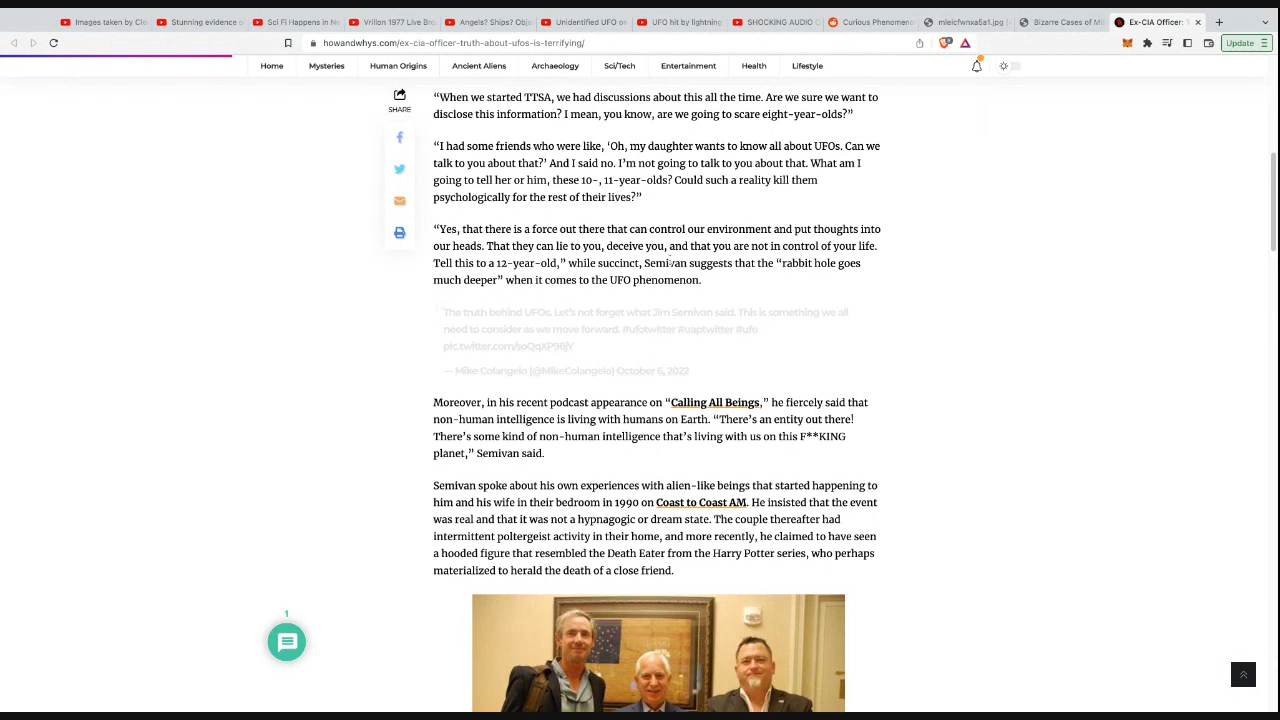 Images taken by Cle
Stunning evidence o
Sci Fi Happens in Ne
Vrillon 1977 Live Bro
Angels? Ships? Obje
Unidentified UFO ov
UFO hit by lightning
SHOCKING AUDIO O
Curious Phenomeno
mleicfwnxa5a1.jpg (4
Bizarre Cases of Mi
Ex-CIA Officer: T
howandwhys.com/ex-cia-officer-truth-about-ufos-is-terrifying/
Update
Home
Mysteries
Human Origins
Ancient Aliens
Archaeology
Sci/Tech
Entertainment
Health
Lifestyle
SHARE
“When we started TTSA, we had discussions about this all the time. Are we sure we want to
disclose this information? I mean, you know, are we going to scare eight-year-olds?”
“I had some friends who were like, ‘Oh, my daughter wants to know all about UFOs. Can we
talk to you about that?’ And I said no. I’m not going to talk to you about that. What am I
going to tell her or him, these 10-, 11-year-olds? Could such a reality kill them
psychologically for the rest of their lives?”
“Yes, that there is a force out there that can control our environment and put thoughts into
our heads. That they can lie to you, deceive you, and that you are not in control of your life.
Tell this to a 12-year-old,” while succinct, Semivan suggests that the “rabbit hole goes
much deeper” when it comes to the UFO phenomenon.
The truth behind UFOs. Let’s not forget what Jim Semivan said. This is something we all
need to consider as we move forward. #ufotwitter #uaptwitter #ufo
pic.twitter.com/soQqXP98jY
— Mike Colangelo (@MikeColangelo) October 6, 2022
Moreover, in his recent podcast appearance on “Calling All Beings,” he fiercely said that
non-human intelligence is living with humans on Earth. “There’s an entity out there!
There’s some kind of non-human intelligence that’s living with us on this F**KING
planet,” Semivan said.
Semivan spoke about his own experiences with alien-like beings that started happening to
him and his wife in their bedroom in 1990 on Coast to Coast AM. He insisted that the event
was real and that it was not a hypnagogic or dream state. The couple thereafter had
intermittent poltergeist activity in their home, and more recently, he claimed to have seen
a hooded figure that resembled the Death Eater from the Harry Potter series, who perhaps
materialized to herald the death of a close friend.
1